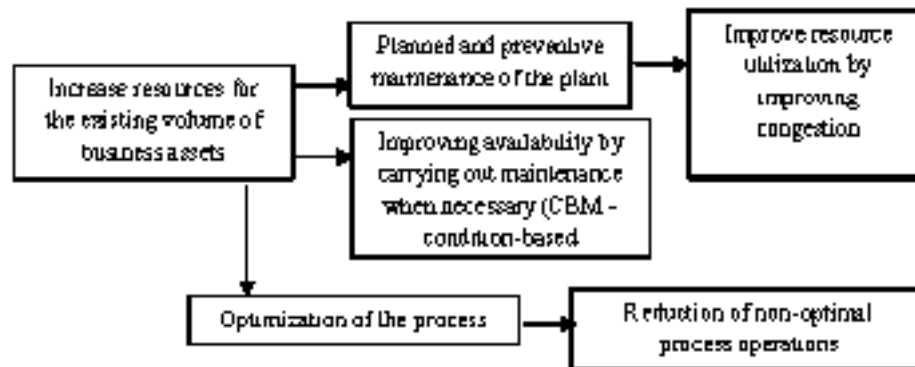 Increase resources for
the existing volume of
business assets
Planned and preventive
maintenance of the plant
Improve resource
utilization by
improving
congestion
Improving availability by
carrying out maintenance
when necessary (CBM -
condition-based
Optimization of the process
Reduction of non-optimal
process operations